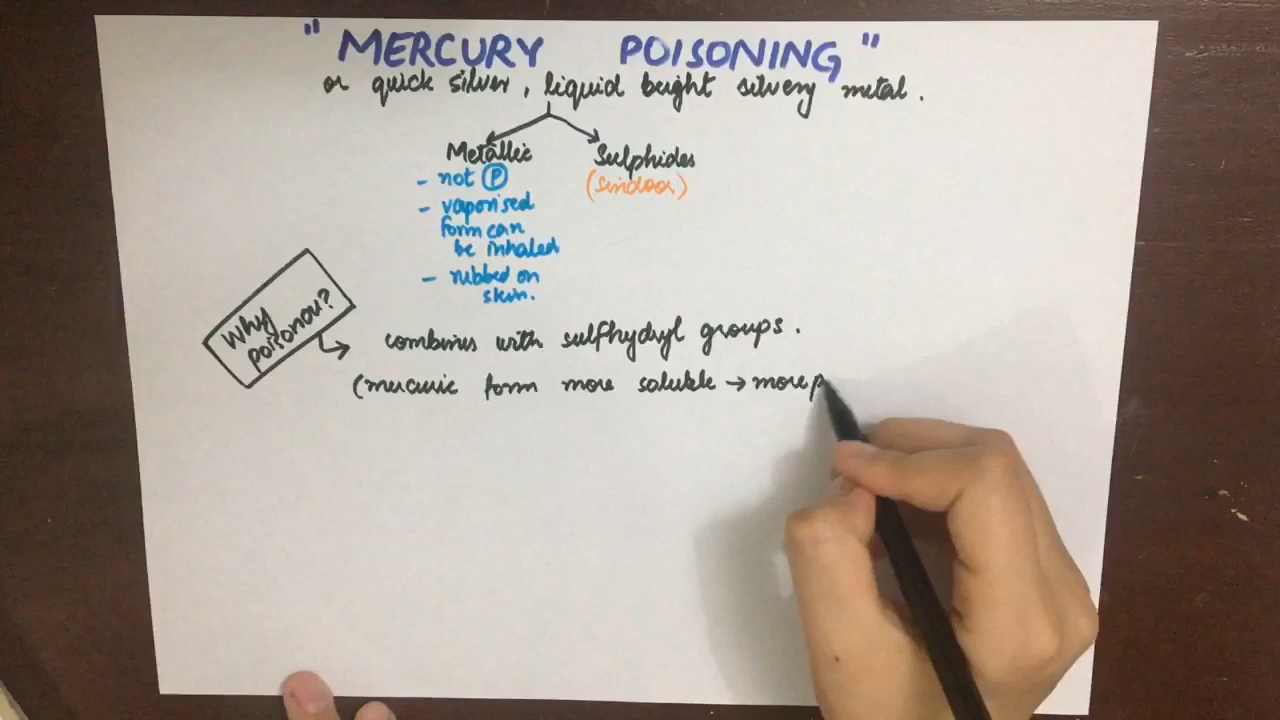 " MERCURY POISONING "
or quick silver, liquid bright silvery metal.
Metallic
- not P
- vaporised
form can
be inhaled
- rubbed on
skin.
Sulphides
(sindoor)
Why
poisonou?
combines with sulfhydryl groups.
(mercuric form more soluble → more p